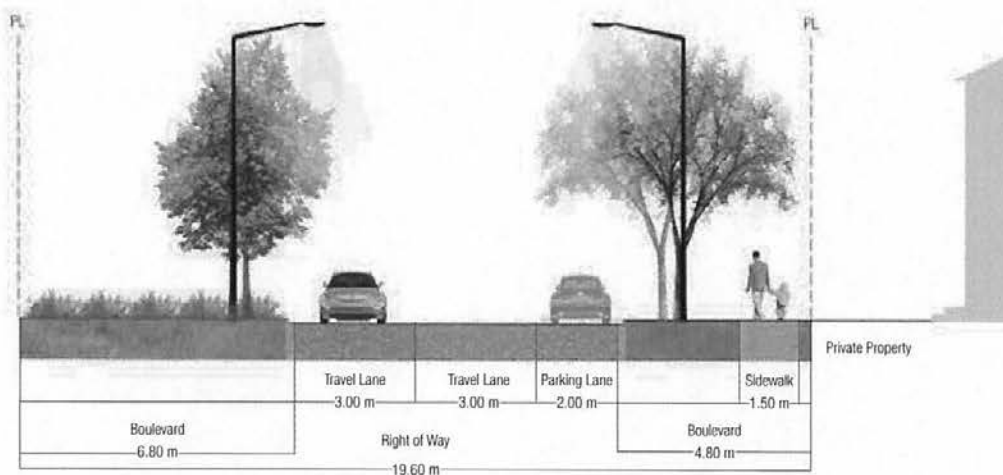 PL
PL
Private Property
Travel Lane
3.00 m
Travel Lane
3.00 m
Parking Lane
2.00 m
Sidewalk
1.50 m
Boulevard
6.80 m
Right of Way
Boulevard
4.80 m
19.60 m